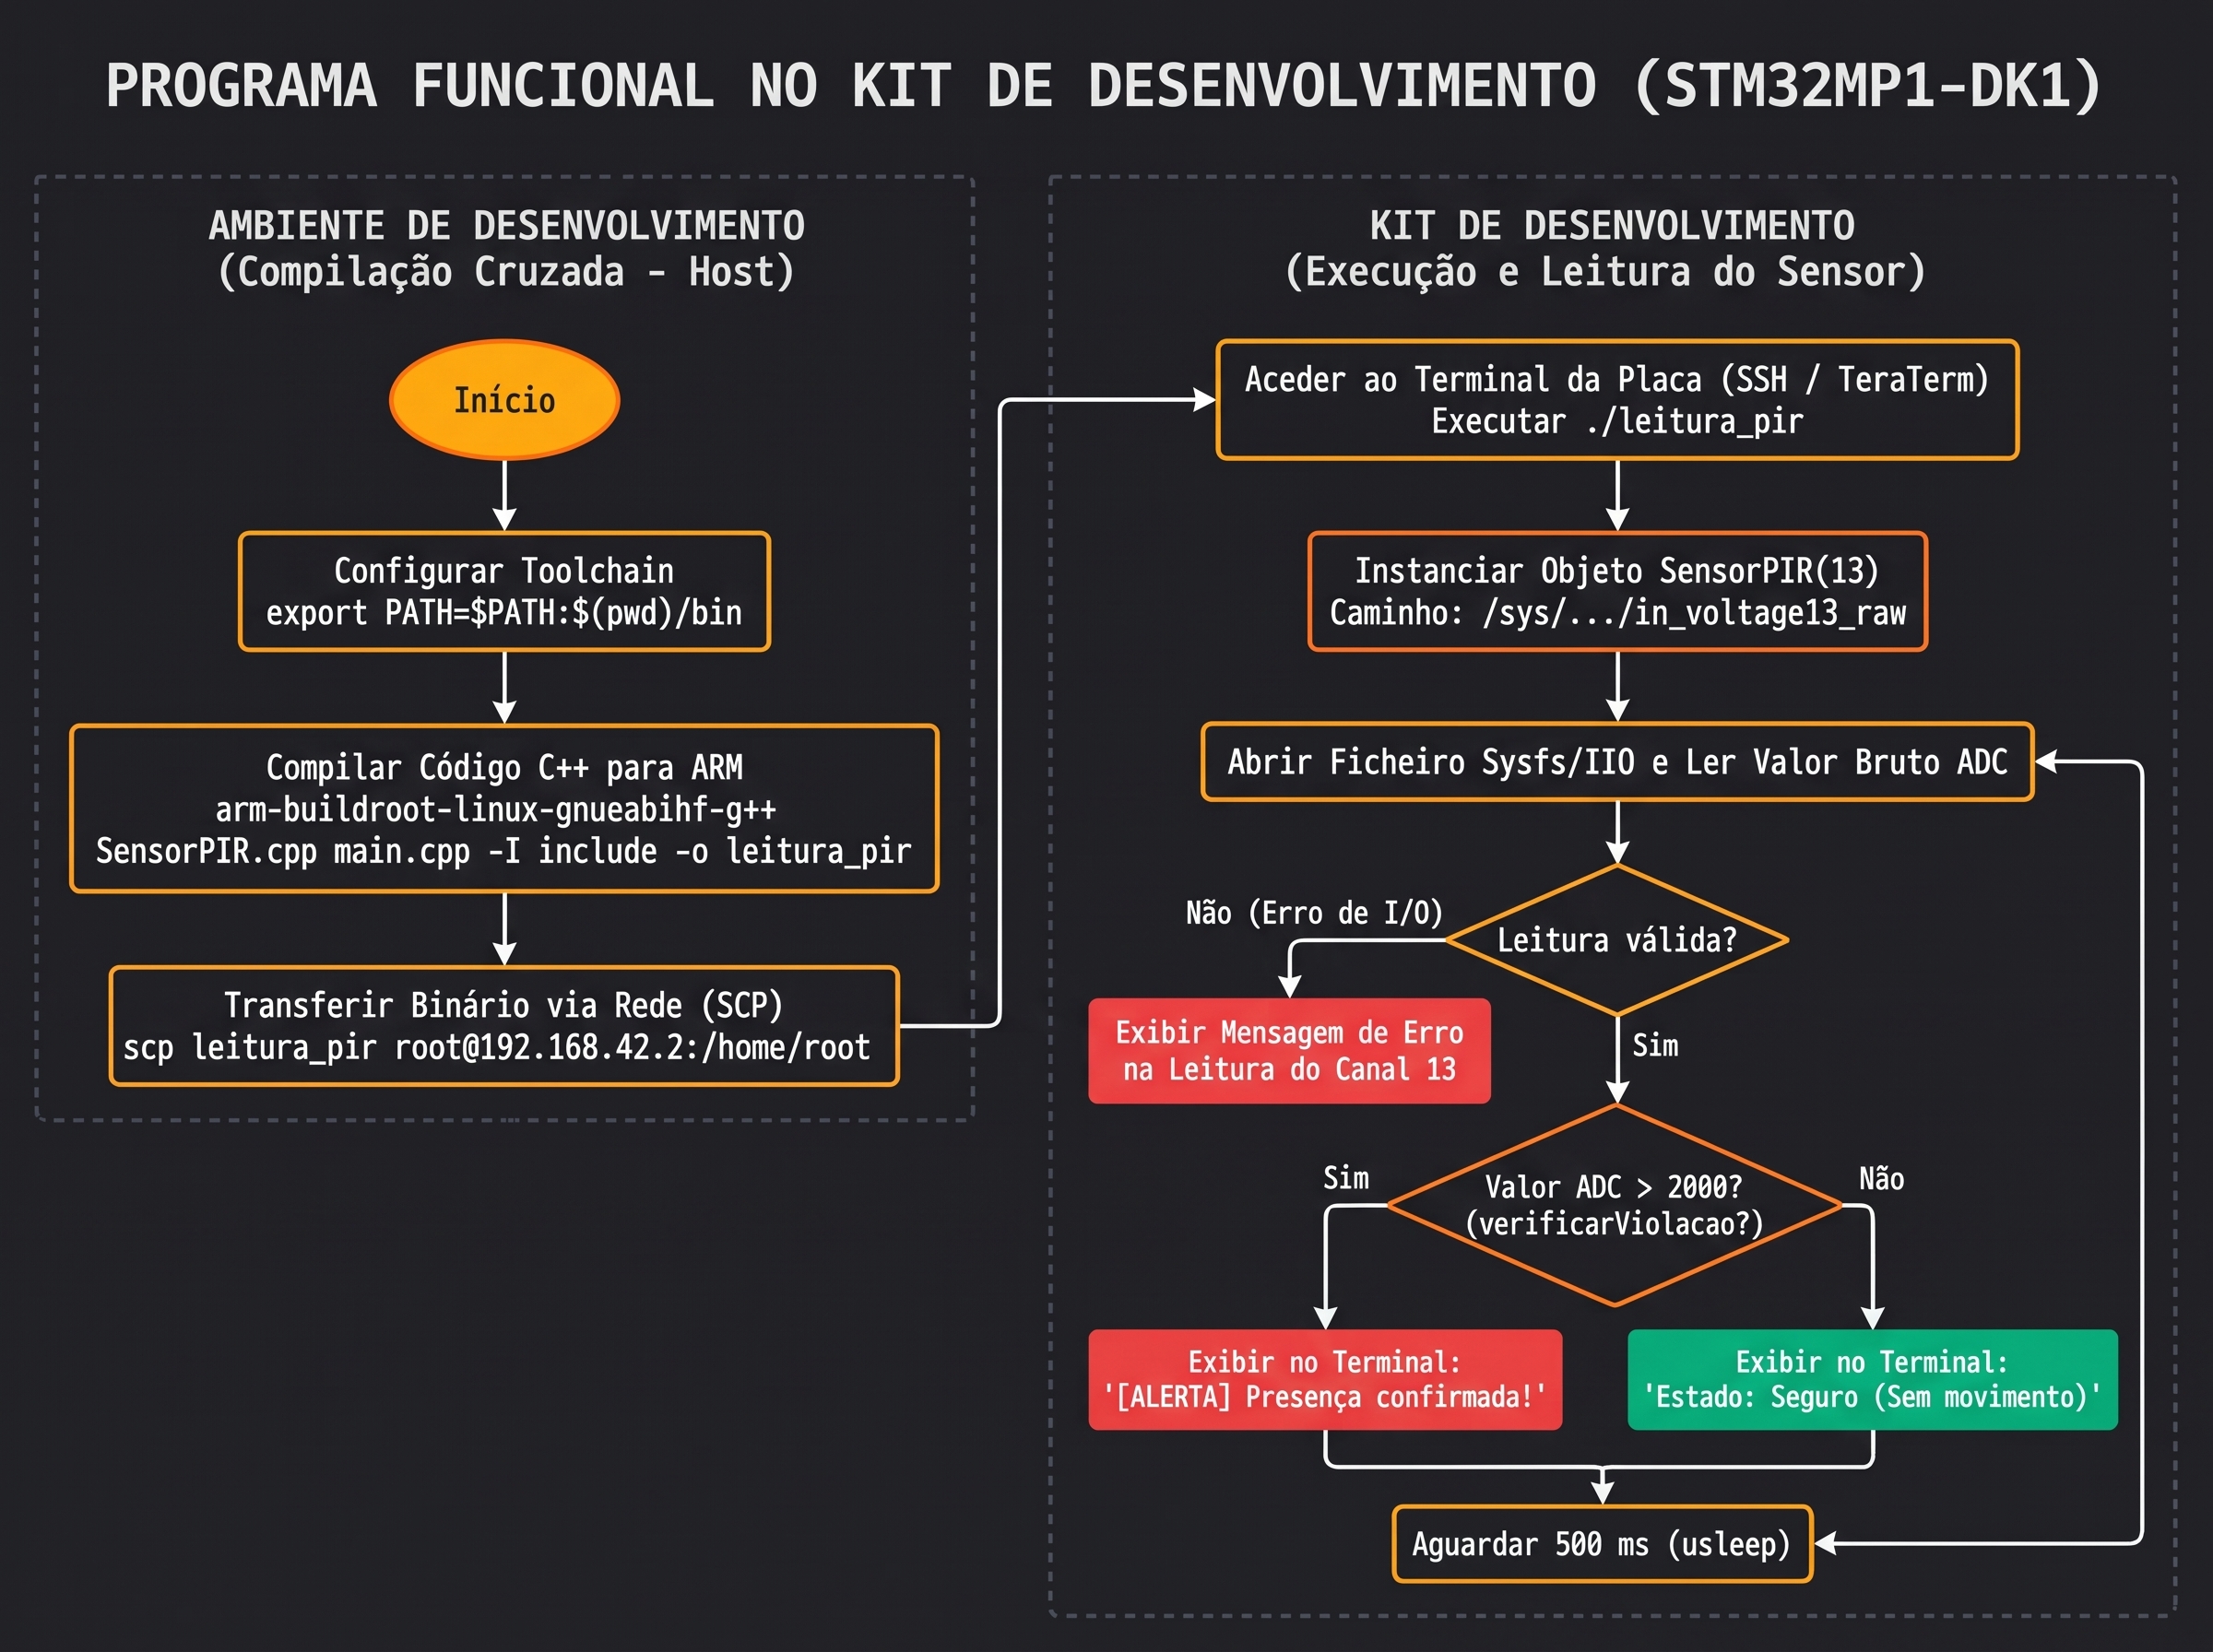 PROGRAMA FUNCIONAL NO KIT DE DESENVOLVIMENTO (STM32MP1-DK1)
AMBIENTE DE DESENVOLVIMENTO
(Compilação Cruzada - Host)
Início
Configurar Toolchain
export PATH=$PATH:$(pwd)/bin
Compilar Código C++ para ARM
arm-buildroot-linux-gnueabihf-g++
SensorPIR.cpp main.cpp -I include -o leitura_pir
Transferir Binário via Rede (SCP)
scp leitura_pir root@192.168.42.2:/home/root
KIT DE DESENVOLVIMENTO
(Execução e Leitura do Sensor)
Aceder ao Terminal da Placa (SSH / TeraTerm)
Executar ./leitura_pir
Instanciar Objeto SensorPIR(13)
Caminho: /sys/.../in_voltage13_raw
Abrir Ficheiro Sysfs/IIO e Ler Valor Bruto ADC
Leitura válida?
Não (Erro de I/O)
Exibir Mensagem de Erro
na Leitura do Canal 13
Sim
Valor ADC > 2000?
(verificarViolacao?)
Sim
Não
Exibir no Terminal:
'[ALERTA] Presença confirmada!'
Exibir no Terminal:
'Estado: Seguro (Sem movimento)'
Aguardar 500 ms (usleep)